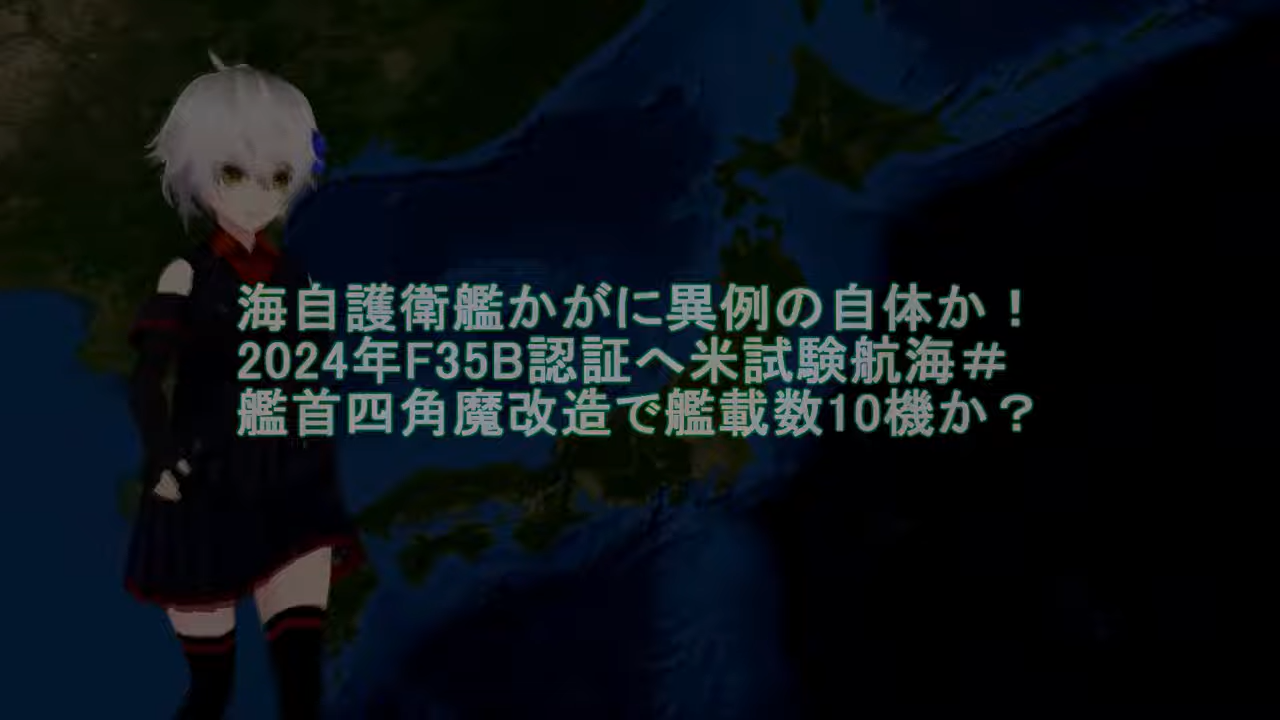 海自護衛艦かがに異例の自体か！
2024年F35B認証へ米試験航海＃
艦首四角魔改造で艦載数10機か？